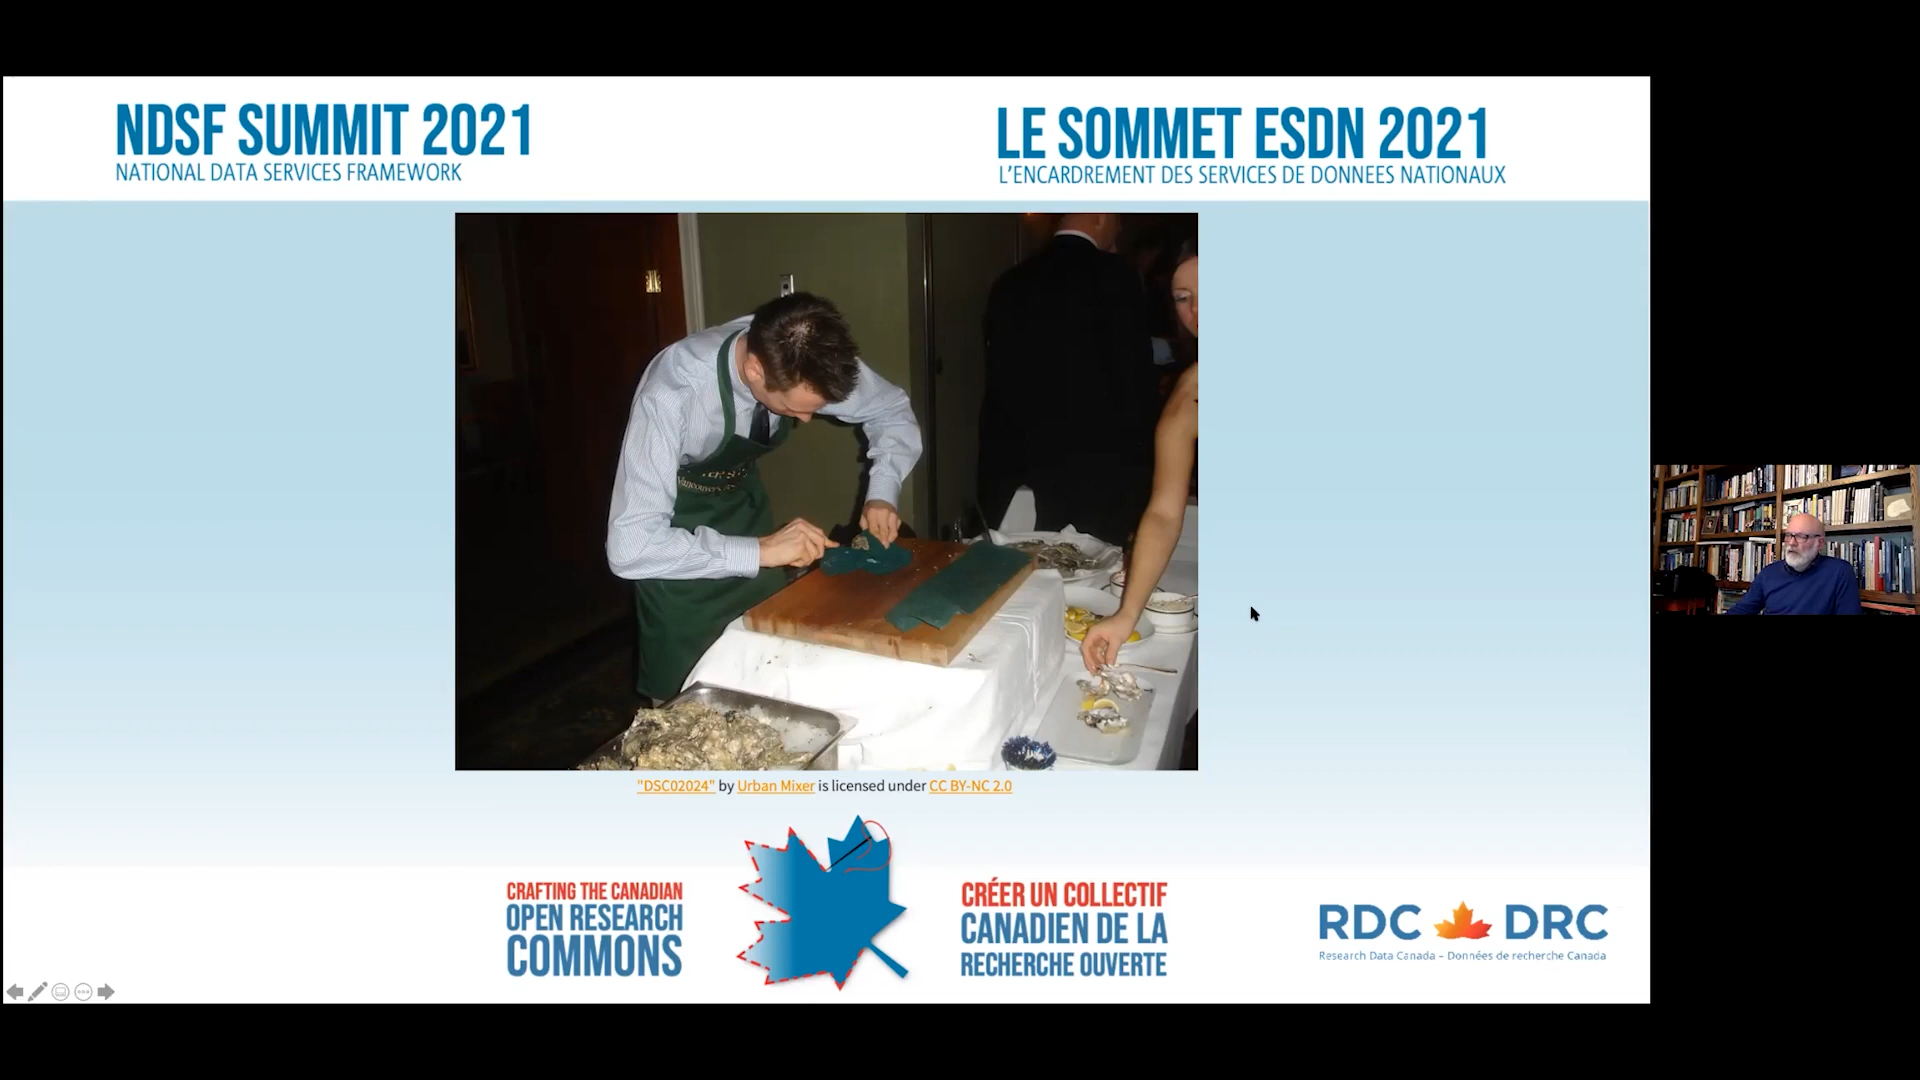 NDSF SUMMIT 2021
NATIONAL DATA SERVICES FRAMEWORK
LE SOMMET ESDN 2021
L'ENCARDREMENT DES SERVICES DE DONNEES NATIONAUX
"DSC02024" by Urban Mixer is licensed under CC BY-NC 2.0
CRAFTING THE CANADIAN
OPEN RESEARCH
COMMONS
CRÉER UN COLLECTIF
CANADIEN DE LA
RECHERCHE OUVERTE
RDC DRC
Research Data Canada – Données de recherche Canada